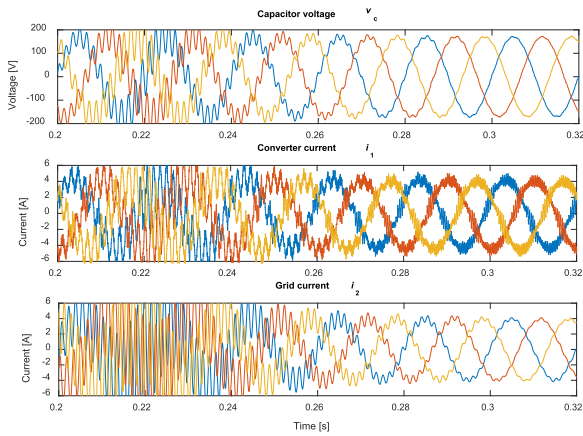 Capacitor voltage v c
200
100
0
-100
-200
Voltage [V]
0.2 0.22 0.24 0.26 0.28 0.3 0.32
Converter current i 1
6
4
2
0
-2
-4
-6
Current [A]
0.2 0.22 0.24 0.26 0.28 0.3 0.32
Grid current i 2
6
4
2
0
-2
-4
-6
Current [A]
0.2 0.22 0.24 0.26 0.28 0.3 0.32
Time [s]